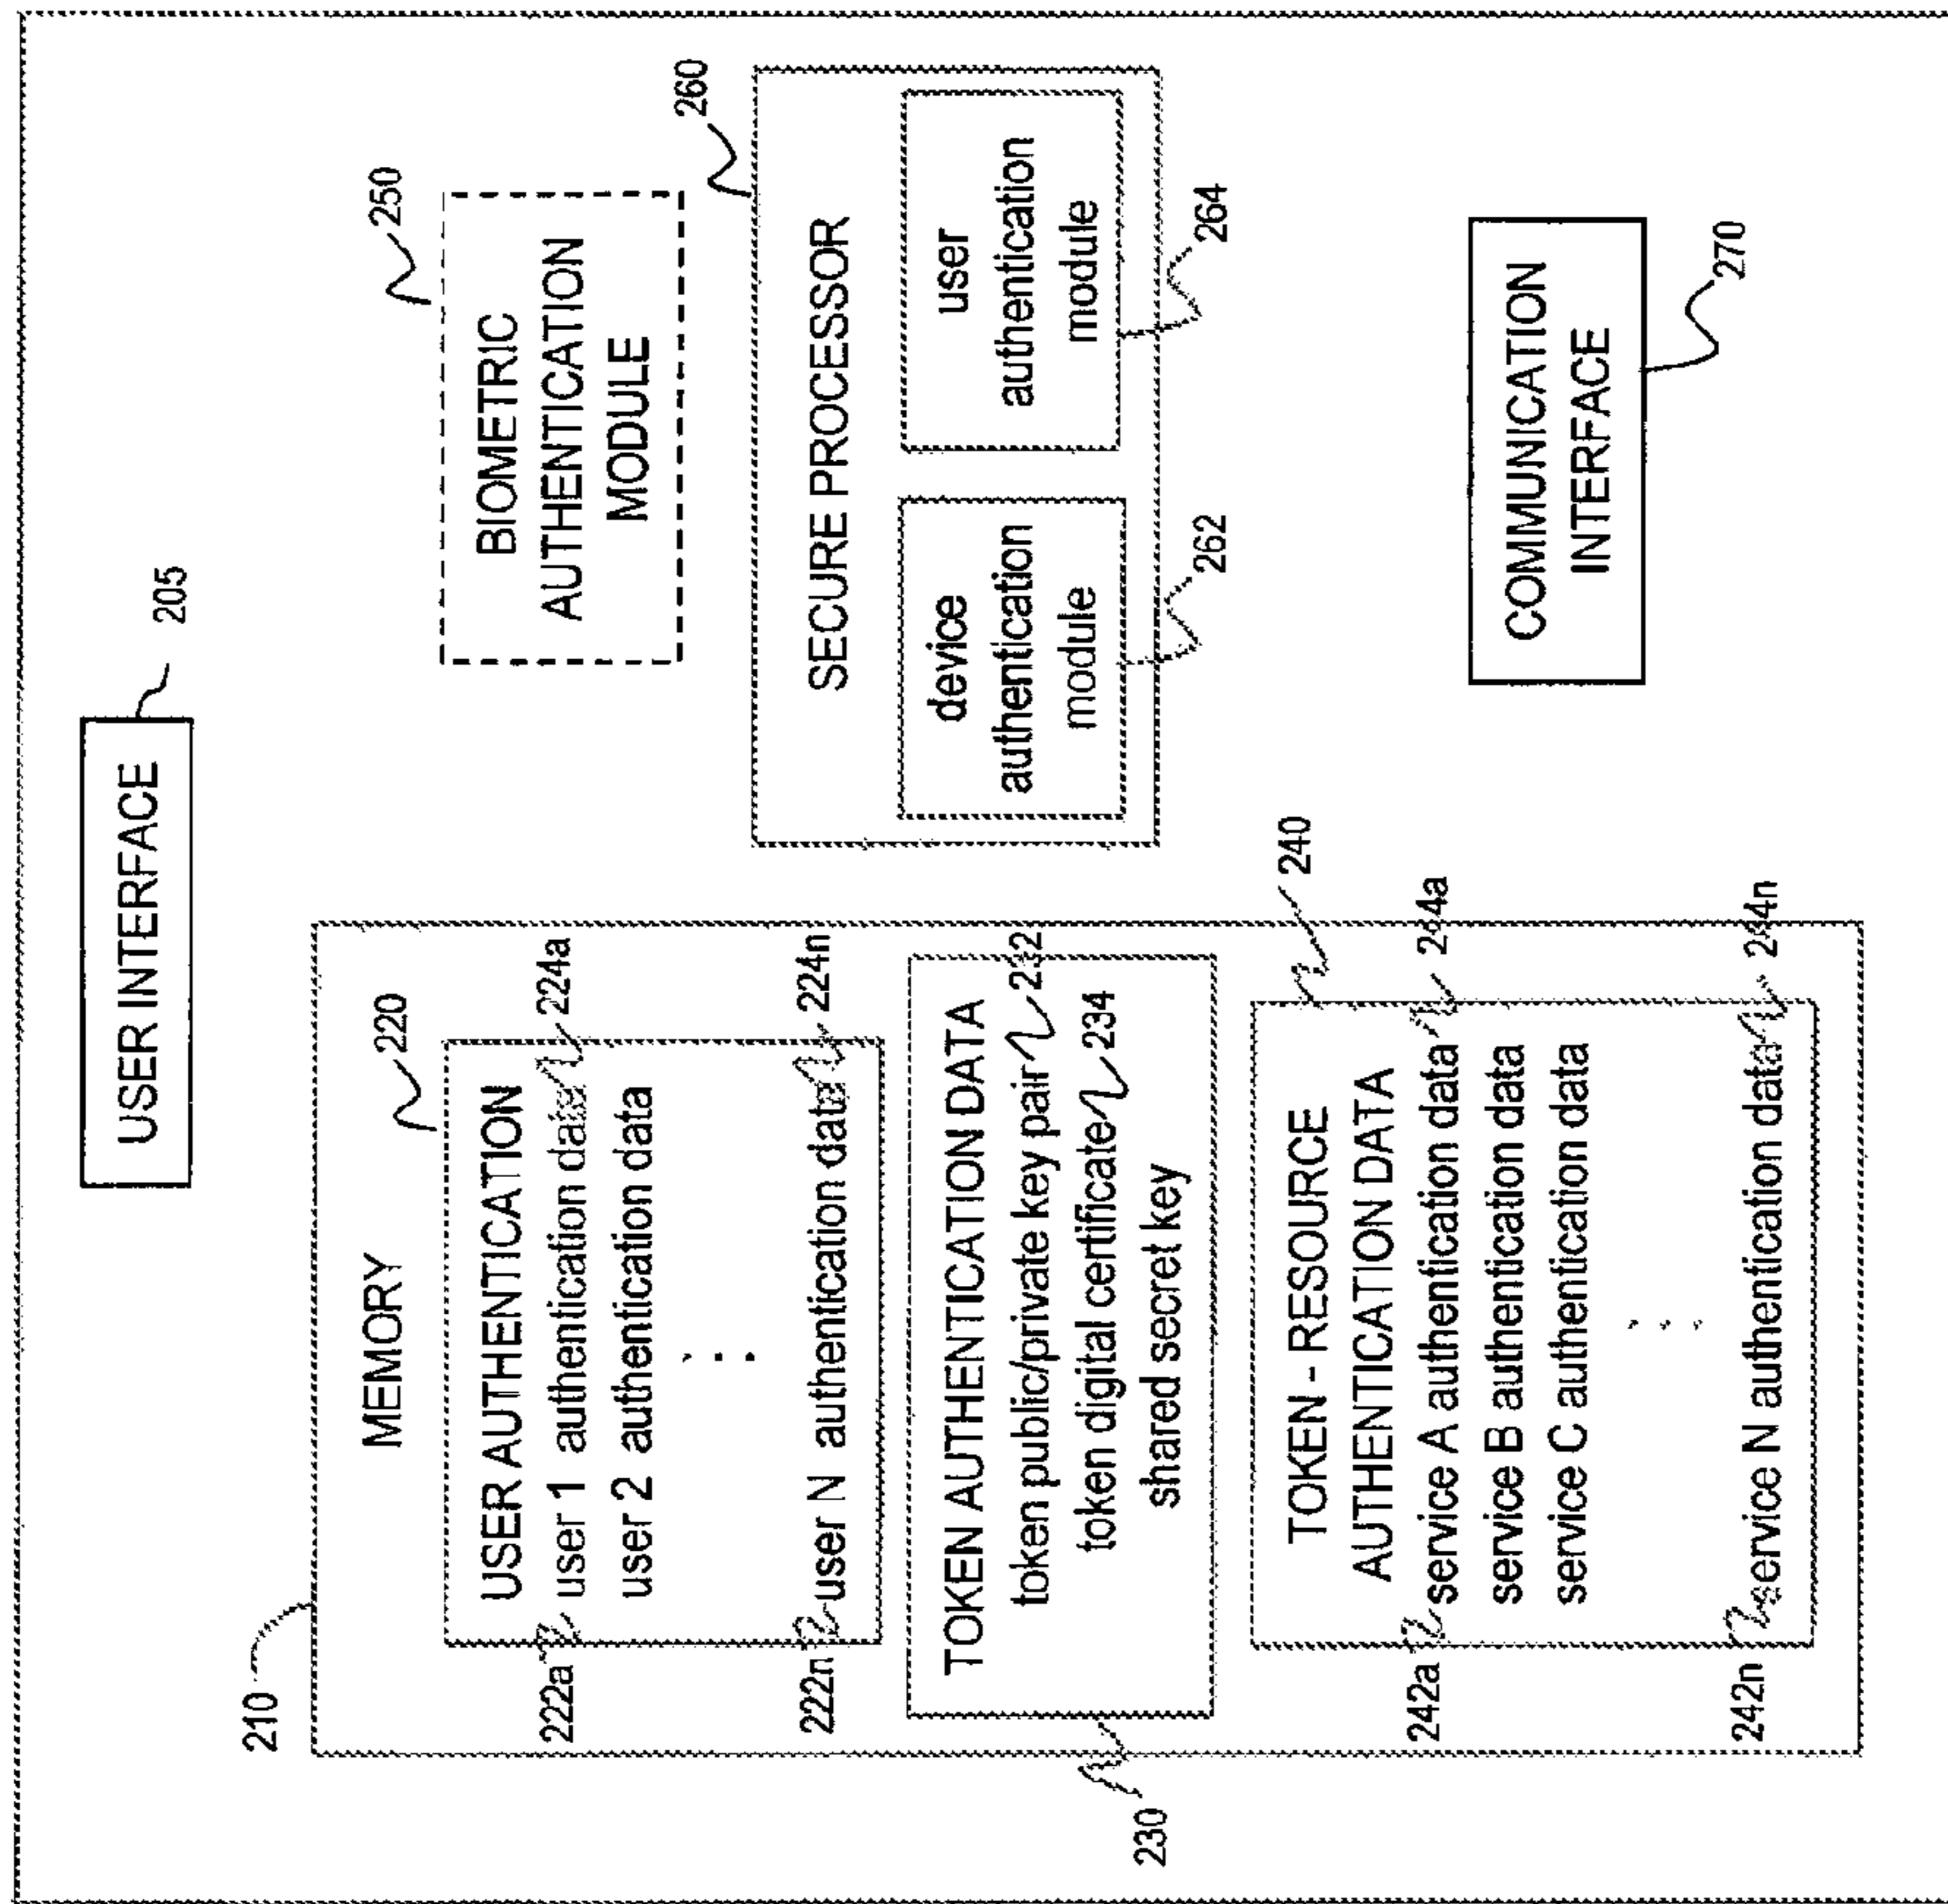 USER INTERFACE
205
210
MEMORY
220
USER AUTHENTICATION
222a
user 1 authentication data
224a
user 2 authentication data
222n
user N authentication data
224n
TOKEN AUTHENTICATION DATA
token public/private key pair
232
token digital certificate
234
shared secret key
230
TOKEN - RESOURCE
240
AUTHENTICATION DATA
242a
service A authentication data
244a
service B authentication data
service C authentication data
242n
service N authentication data
244n
250
BIOMETRIC
AUTHENTICATION
MODULE
260
SECURE PROCESSOR
device
authentication
module
262
user
authentication
module
264
COMMUNICATION
INTERFACE
270